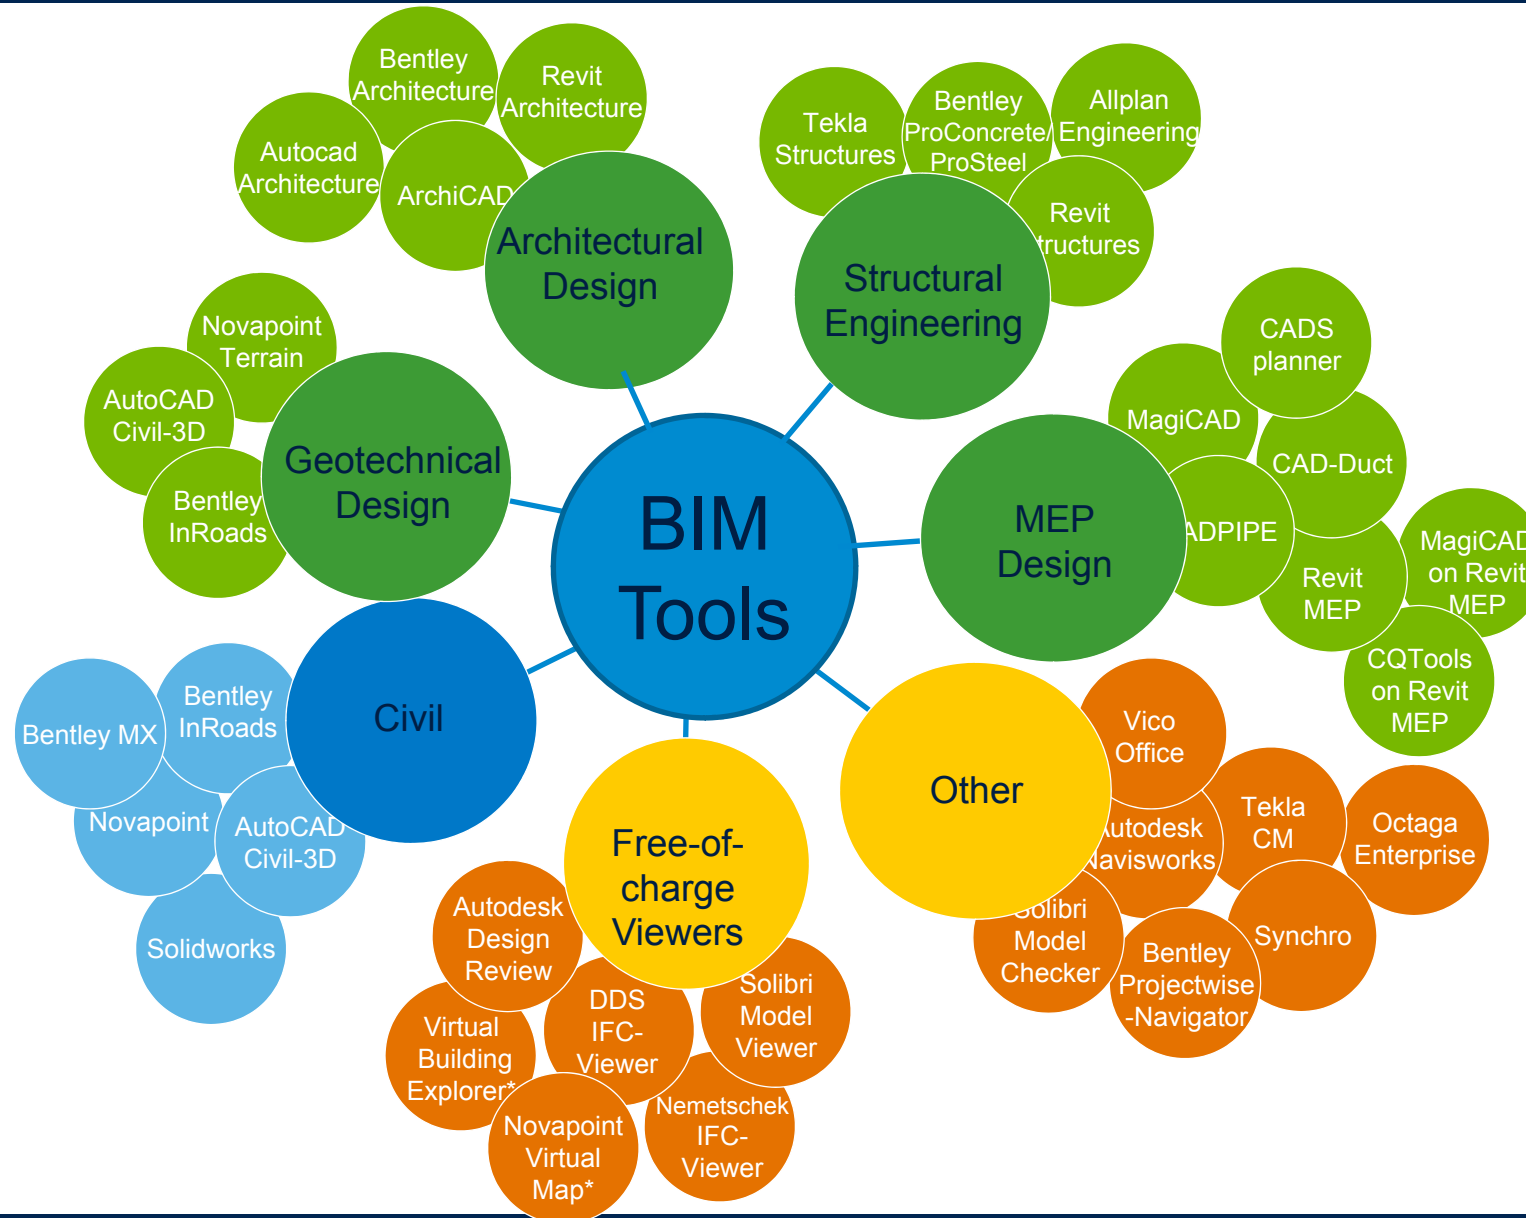 Bentley
Architecture
Revit
Architecture
Autocad
Architecture
ArchiCAD
Architectural
Design
Tekla
Structures
Bentley
ProConcrete/
ProSteel
Allplan
Engineering
Revit
tructures
Structural
Engineering
Novapoint
Terrain
AutoCAD
Civil-3D
Bentley
InRoads
Geotechnical
Design
BIM
Tools
CADS
planner
MagiCAD
CAD-Duct
ADPIPE
Revit
MEP
MagiCAD
on Revit
MEP
CQTools
on Revit
MEP
MEP
Design
Bentley MX
Bentley
InRoads
Novapoint
AutoCAD
Civil-3D
Solidworks
Civil
Free-of-
charge
Viewers
Autodesk
Design
Review
Virtual
Building
Explorer*
DDS
IFC-
Viewer
Novapoint
Virtual
Map*
Solibri
Model
Viewer
Nemetschek
IFC-
Viewer
Other
Vico
Office
utodesk
Navisworks
Tekla
CM
Octaga
Enterprise
Solibri
Model
Checker
Bentley
Projectwise
-Navigator
Synchro